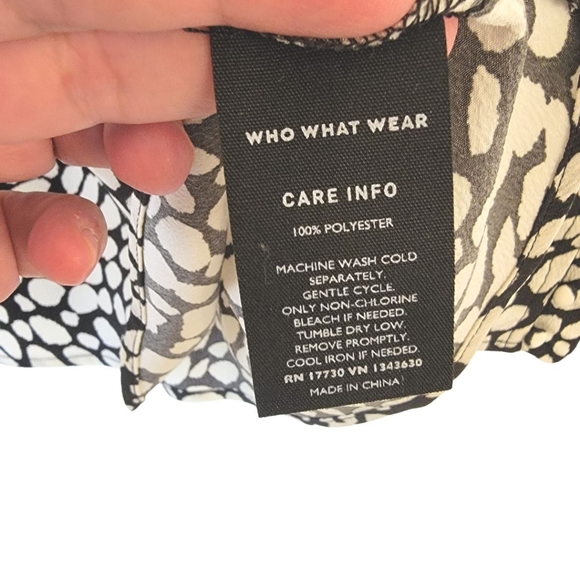 WHO WHAT WEAR
CARE INFO
100% POLYESTER
MACHINE WASH COLD
SEPARATELY.
GENTLE CYCLE.
ONLY NON-CHLORINE
BLEACH IF NEEDED.
TUMBLE DRY LOW.
REMOVE PROMPTLY.
COOL IRON IF NEEDED.
RN 17730 VN 1343630
MADE IN CHINA